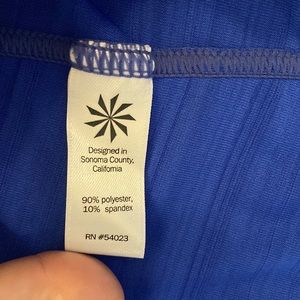 Designed in
Sonoma County,
California
90% polyester,
10% spandex
RN #54023